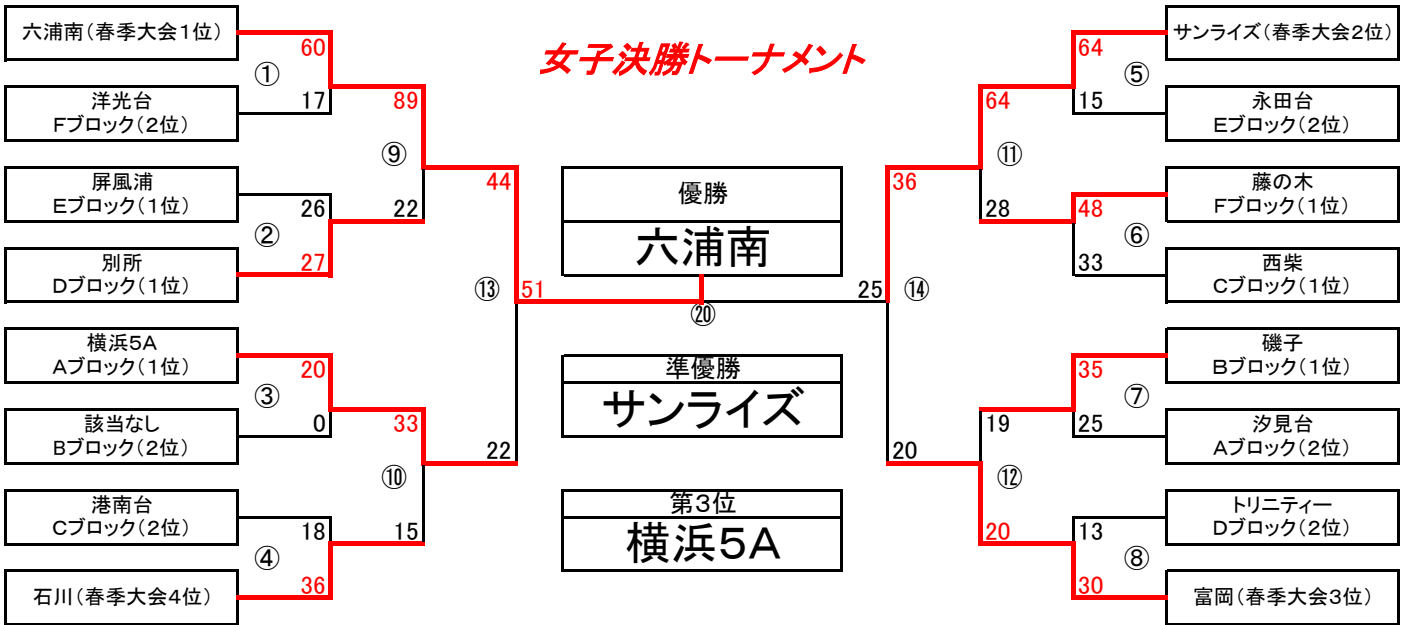 女子決勝トーナメント
六浦南(春季大会1位)
60
①
17
洋光台
Fブロック(2位)
89
⑨
22
屏風浦
Eブロック(1位)
26
②
27
別所
Dブロック(1位)
44
⑬
22
横浜5A
Aブロック(1位)
20
③
0
該当なし
Bブロック(2位)
33
⑩
15
港南台
Cブロック(2位)
18
④
36
石川(春季大会4位)
優勝
六浦南
51
⑳
25
準優勝
サンライズ
第3位
横浜5A
サンライズ(春季大会2位)
64
⑤
15
永田台
Eブロック(2位)
64
⑪
28
藤の木
Fブロック(1位)
48
⑥
33
西柴
Cブロック(1位)
36
⑭
20
磯子
Bブロック(1位)
35
⑦
25
汐見台
Aブロック(2位)
19
⑫
20
トリニティー
Dブロック(2位)
13
⑧
30
富岡(春季大会3位)